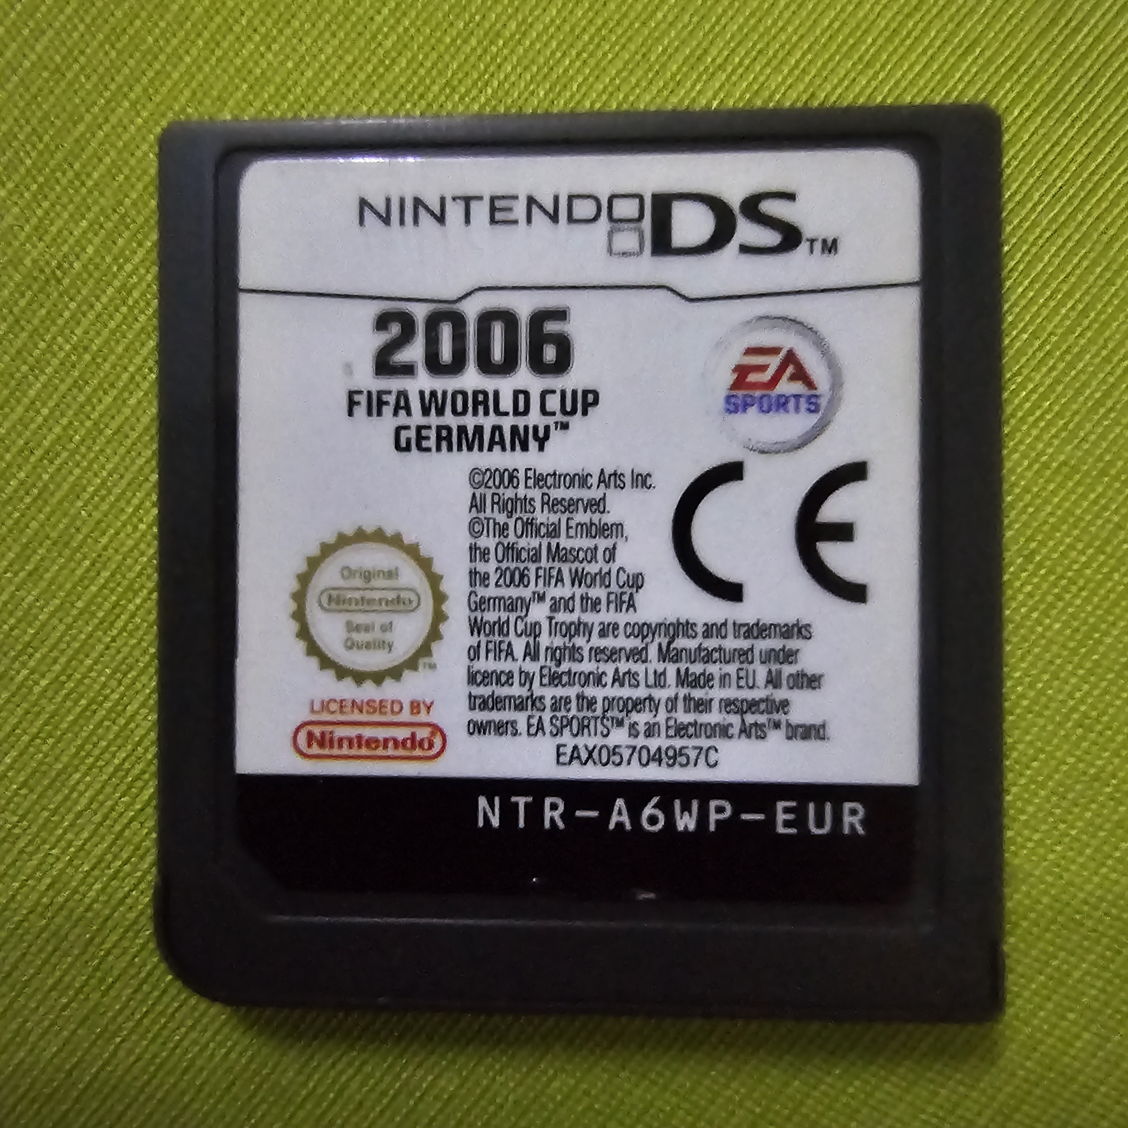 NINTENDO DS™
2006
FIFA WORLD CUP
GERMANY™
EA
SPORTS
CE
©2006 Electronic Arts Inc.
All Rights Reserved.
©The Official Emblem,
the Official Mascot of
the 2006 FIFA World Cup
Germany™ and the FIFA
World Cup Trophy are copyrights and trademarks
of FIFA. All rights reserved. Manufactured under
licence by Electronic Arts Ltd. Made in EU. All other
trademarks are the property of their respective
owners. EA SPORTS™ is an Electronic Arts™ brand.
EAX05704957C
Original
Nintendo
Seal of
Quality
™
LICENSED BY
Nintendo®
NTR-A6WP-EUR